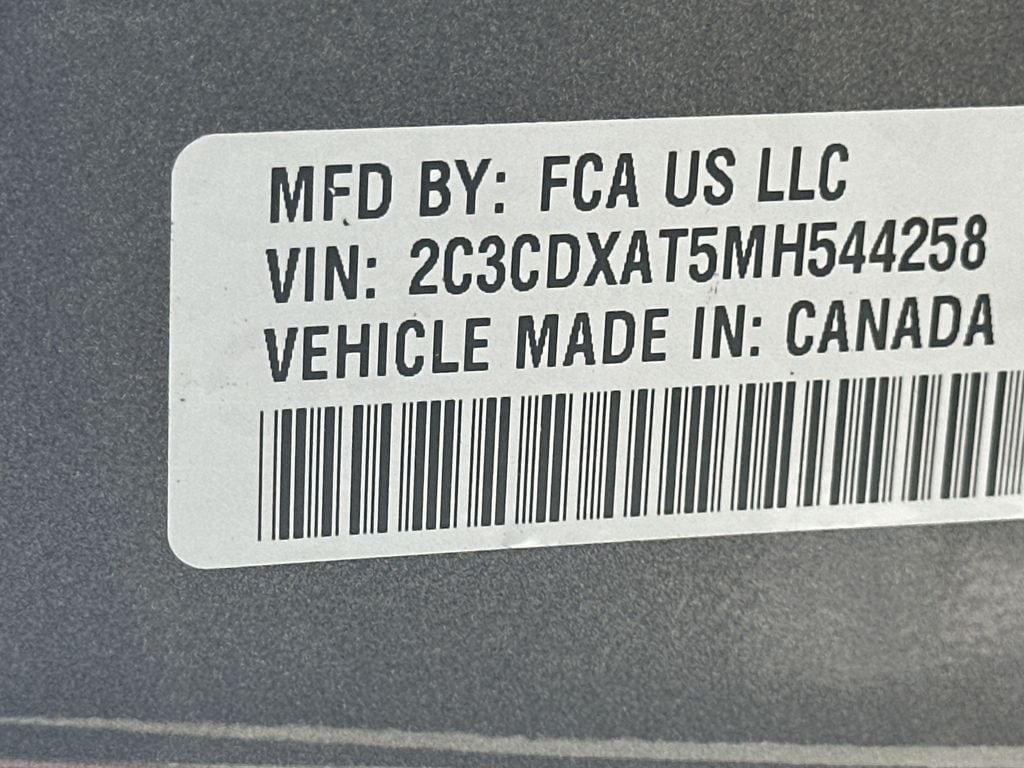 MFD BY: FCA US LLC
VIN: 2C3CDXAT5MH544258
VEHICLE MADE IN: CANADA